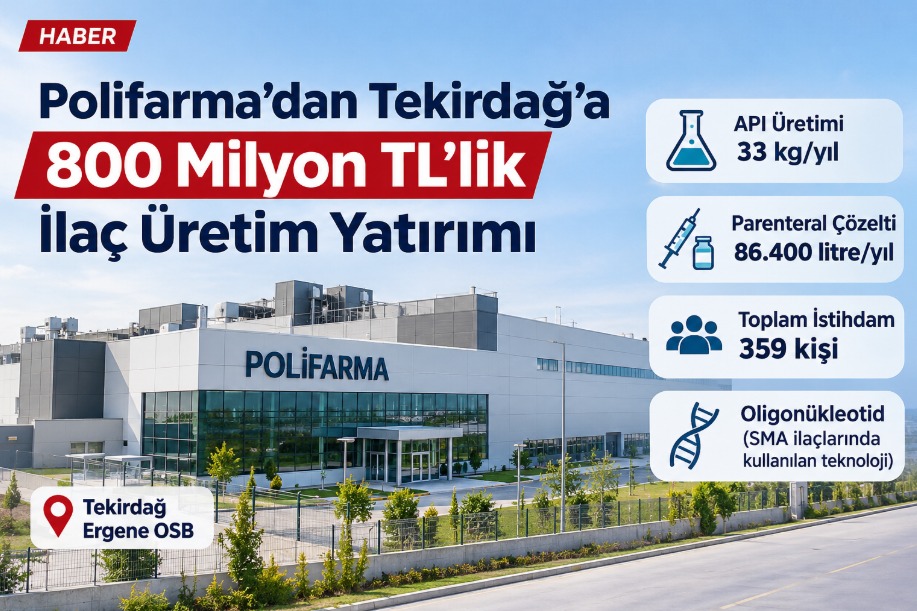 HABER
Polifarma’dan Tekirdağ’a
800 Milyon TL’lik
İlaç Üretim Yatırımı
API Üretimi
33 kg/yıl
Parenteral Çözelti
86.400 litre/yıl
Toplam İstihdam
359 kişi
Oligonükleotid
(SMA ilaçlarında
kullanılan teknoloji)
POLİFARMA
Tekirdağ
Ergene OSB